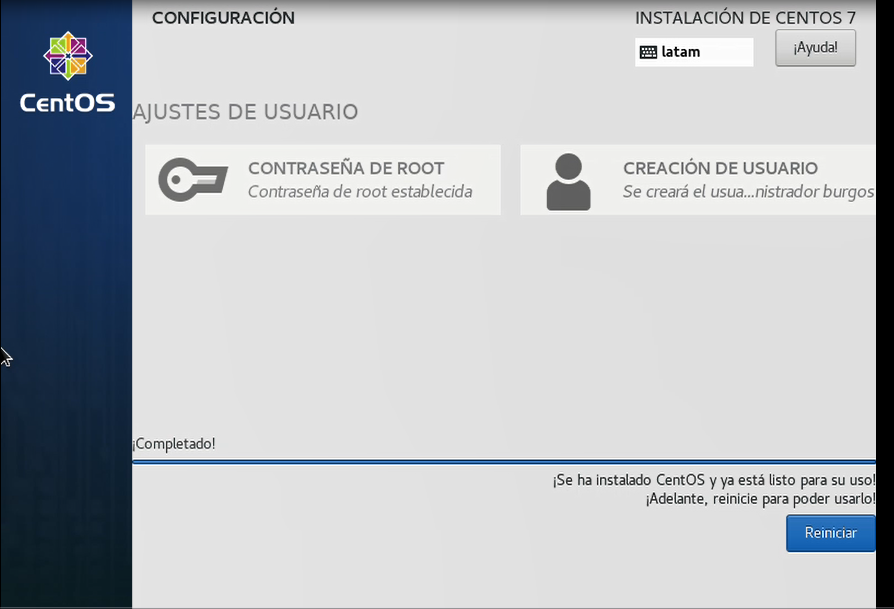 CONFIGURACIÓN
INSTALACIÓN DE CENTOS 7
latam
¡Ayuda!
CentOS
AJUSTES DE USUARIO
CONTRASEÑA DE ROOT
Contraseña de root establecida
CREACIÓN DE USUARIO
Se creará el usua...nistrador burgos
¡Completado!
¡Se ha instalado CentOS y ya está listo para su uso!
¡Adelante, reinicie para poder usarlo!
Reiniciar